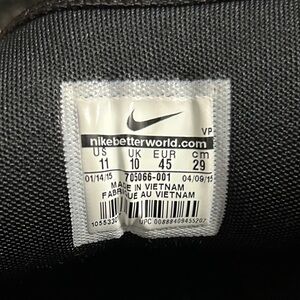 VP
nikebetterworld.com
US UK EUR cm
11 10 45 29
01/14/15 705066-001 04/09/15
MADE IN VIETNAM
AU VIETNAM
UPC